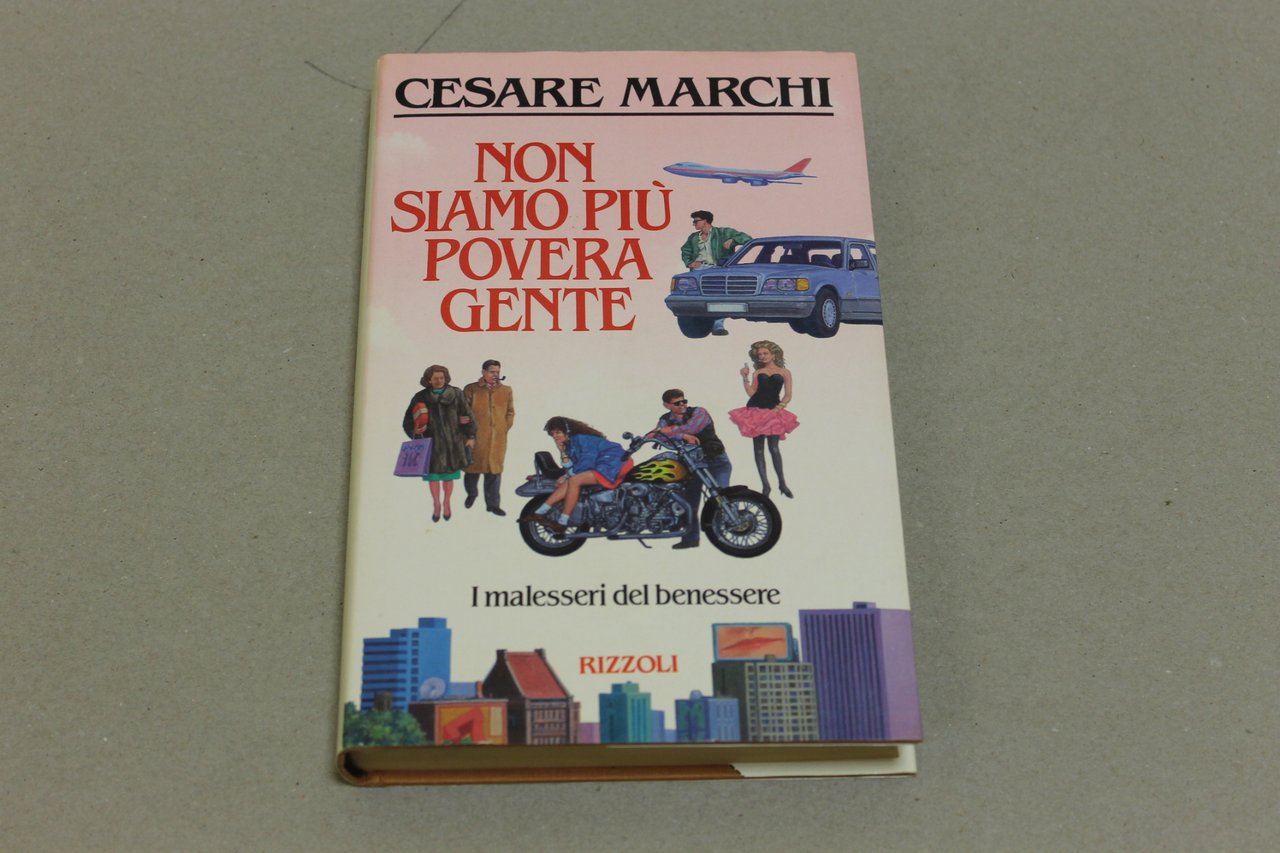 CESARE MARCHI
NON
SIAMO PIÙ
POVERA
GENTE
I malesseri del benessere
RIZZOLI